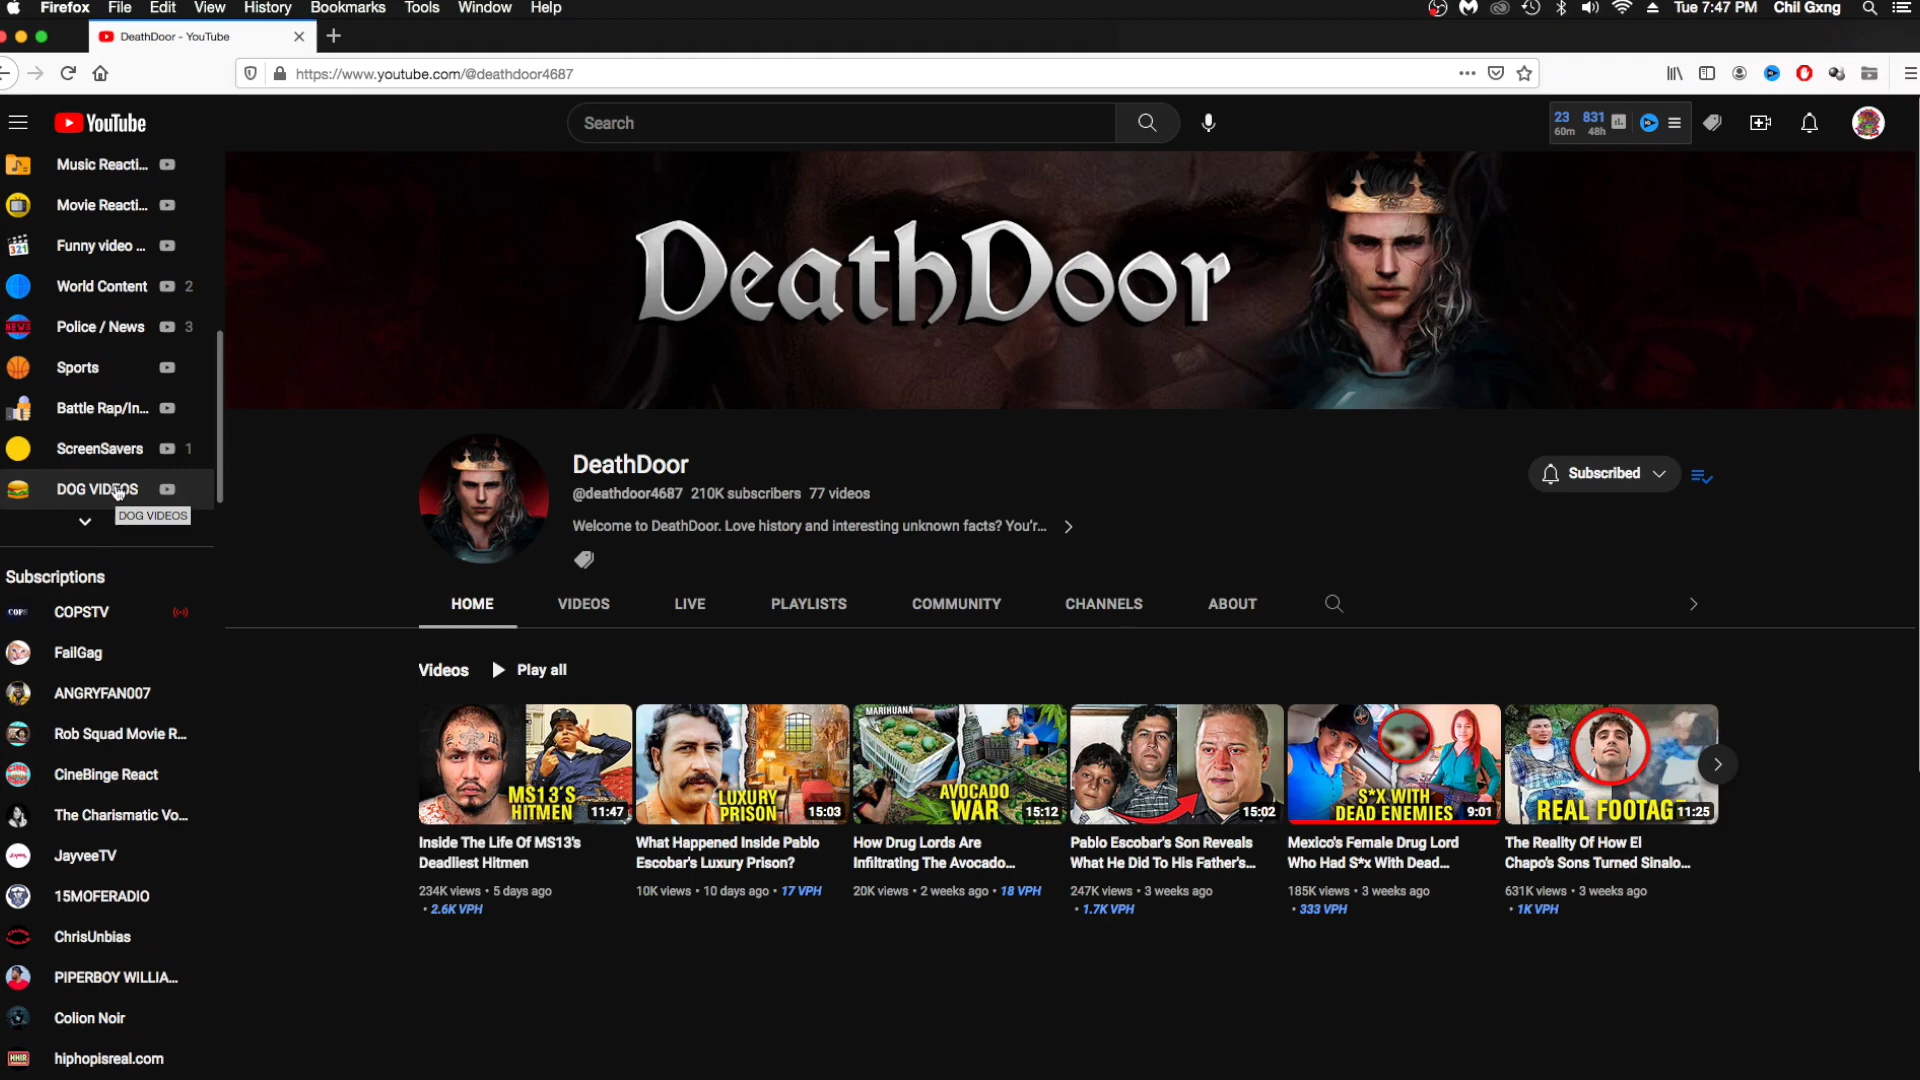 Firefox File Edit View History Bookmarks Tools Window Help Tue 7:47 PM Chil Gxng
DeathDoor - YouTube
https://www.youtube.com/@deathdoor4687
YouTube
Search
23 831
60m 48h
Music Reacti...
Movie Reacti...
Funny video ...
World Content 2
Police / News 3
Sports
Battle Rap/In...
ScreenSavers 1
DOG VIDEOS
DOG VIDEOS
Subscriptions
COPSTV
FailGag
ANGRYFAN007
Rob Squad Movie R...
CineBinge React
The Charismatic Vo...
JayveeTV
15MOFERADIO
ChrisUnbias
PIPERBOY WILLIA...
Colion Noir
hiphopisreal.com
DeathDoor
DeathDoor
@deathdoor4687 210K subscribers 77 videos
Welcome to DeathDoor. Love history and interesting unknown facts? You'r...
Subscribed
HOME VIDEOS LIVE PLAYLISTS COMMUNITY CHANNELS ABOUT
Videos Play all
MS13'S
HITMEN
11:47
Inside The Life Of MS13's
Deadliest Hitmen
234K views • 5 days ago
• 2.6K VPH
LUXURY
PRISON
15:03
What Happened Inside Pablo
Escobar's Luxury Prison?
10K views • 10 days ago • 17 VPH
MARIHUANA
AVOCADO
WAR
15:12
How Drug Lords Are
Infiltrating The Avocado...
20K views • 2 weeks ago • 18 VPH
15:02
Pablo Escobar's Son Reveals
What He Did To His Father's...
247K views • 3 weeks ago
• 1.7K VPH
S*X WITH
DEAD ENEMIES
9:01
Mexico's Female Drug Lord
Who Had S*x With Dead...
185K views • 3 weeks ago
• 333 VPH
REAL FOOTAG
11:25
The Reality Of How El
Chapo's Sons Turned Sinalo...
631K views • 3 weeks ago
• 1K VPH